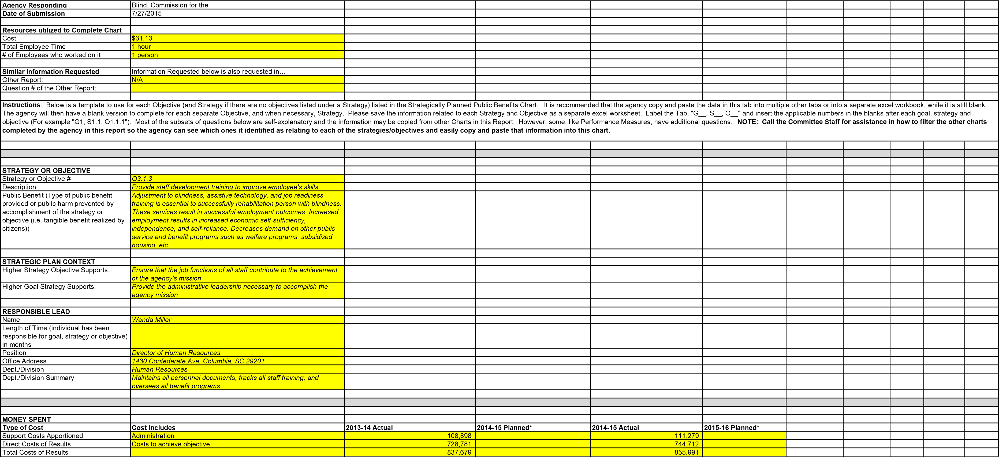 Agency Responding Blind, Commission for the
Date of Submission 7/27/2015
Resources utilized to Complete Chart
Cost $31.13
Total Employee Time 1 hour
# of Employees who worked on it 1 person
Similar Information Requested Information Requested below is also requested in…
Other Report: N/A
Question # of the Other Report:
Instructions:  Below is a template to use for each Objective (and Strategy if there are no objectives listed under a Strategy) listed in the Strategically Planned Public Benefits Chart.   It is recommended that the agency copy and paste the data in this tab into multiple other tabs or into a separate excel workbook, while it is still blank.
The agency will then have a blank version to complete for each separate Objective, and when necessary, Strategy.  Please save the information related to each Strategy and Objective as a separate excel worksheet.  Label the Tab, "G__, S__, O__" and insert the applicable numbers in the blanks after each goal, strategy and
objective (For example "G1, S1.1, O1.1.1").  Most of the subsets of questions below are self-explanatory and the information may be copied from other Charts in this Report.  However, some, like Performance Measures, have additional questions.   NOTE:  Call the Committee Staff for assistance in how to filter the other charts
completed by the agency in this report so the agency can see which ones it identified as relating to each of the strategies/objectives and easily copy and paste that information into this chart.
STRATEGY OR OBJECTIVE
Strategy or Objective # O3.1.3
Description Provide staff development training to improve employee's skills
Public Benefit (Type of public benefit
provided or public harm prevented by
accomplishment of the strategy or
objective (i.e. tangible benefit realized by
citizens))
Adjustment to blindness, assistive technology, and job readiness
training is essential to successfully rehabilitation person with blindness.
These services result in successful employment outcomes. Increased
employment results in increased economic self-sufficiency,
independence, and self-reliance. Decreases demand on other public
service and benefit programs such as welfare programs, subsidized
housing, etc.
STRATEGIC PLAN CONTEXT
Higher Strategy Objective Supports: Ensure that the job functions of all staff contribute to the achievement
of the agency's mission
Higher Goal Strategy Supports: Provide the administrative leadership necessary to accomplish the
agency mission
RESPONSIBLE LEAD
Name Wanda Miller
Length of Time (individual has been
responsible for goal, strategy or objective)
in months
Position Director of Human Resources
Office Address 1430 Confederate Ave. Columbia, SC 29201
Dept./Division Human Resources
Dept./Division Summary Maintains all personnel documents, tracks all staff training, and
oversees all benefit programs.
MONEY SPENT
Type of Cost Cost Includes 2013-14 Actual 2014-15 Planned* 2014-15 Actual 2015-16 Planned*
Support Costs Apportioned Administration 108,898 111,279
Direct Costs of Results Costs to achieve objective 728,781 744,712
Total Costs of Results 837,679 855,991